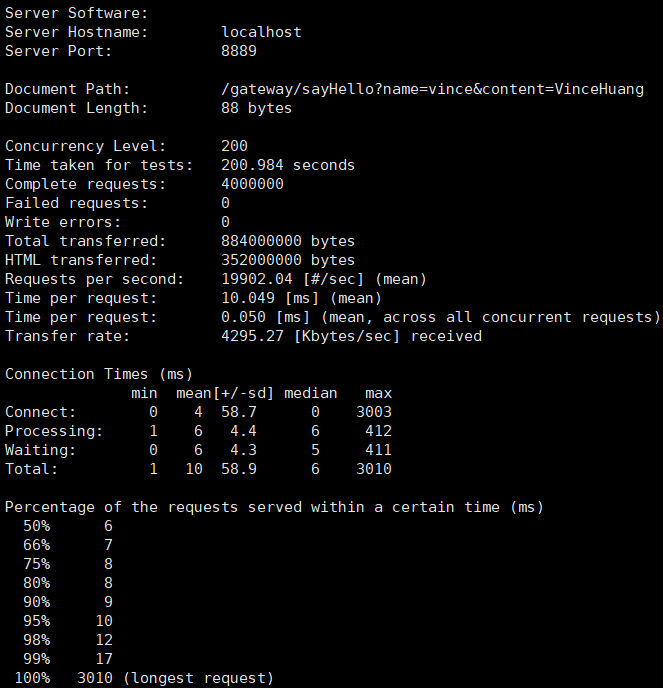 Server Software:
Server Hostname:        localhost
Server Port:            8889
Document Path:          /gateway/sayHello?name=vince&content=VinceHuang
Document Length:        88 bytes
Concurrency Level:      200
Time taken for tests:   200.984 seconds
Complete requests:      4000000
Failed requests:        0
Write errors:           0
Total transferred:      884000000 bytes
HTML transferred:       352000000 bytes
Requests per second:    19902.04 [#/sec] (mean)
Time per request:       10.049 [ms] (mean)
Time per request:       0.050 [ms] (mean, across all concurrent requests)
Transfer rate:          4295.27 [Kbytes/sec] received
Connection Times (ms)
              min  mean[+/-sd] median   max
Connect:        0    4  58.7      0    3003
Processing:     1    6   4.4      6     412
Waiting:        0    6   4.3      5     411
Total:          1   10  58.9      6    3010
Percentage of the requests served within a certain time (ms)
  50%      6
  66%      7
  75%      8
  80%      8
  90%      9
  95%     10
  98%     12
  99%     17
 100%   3010 (longest request)